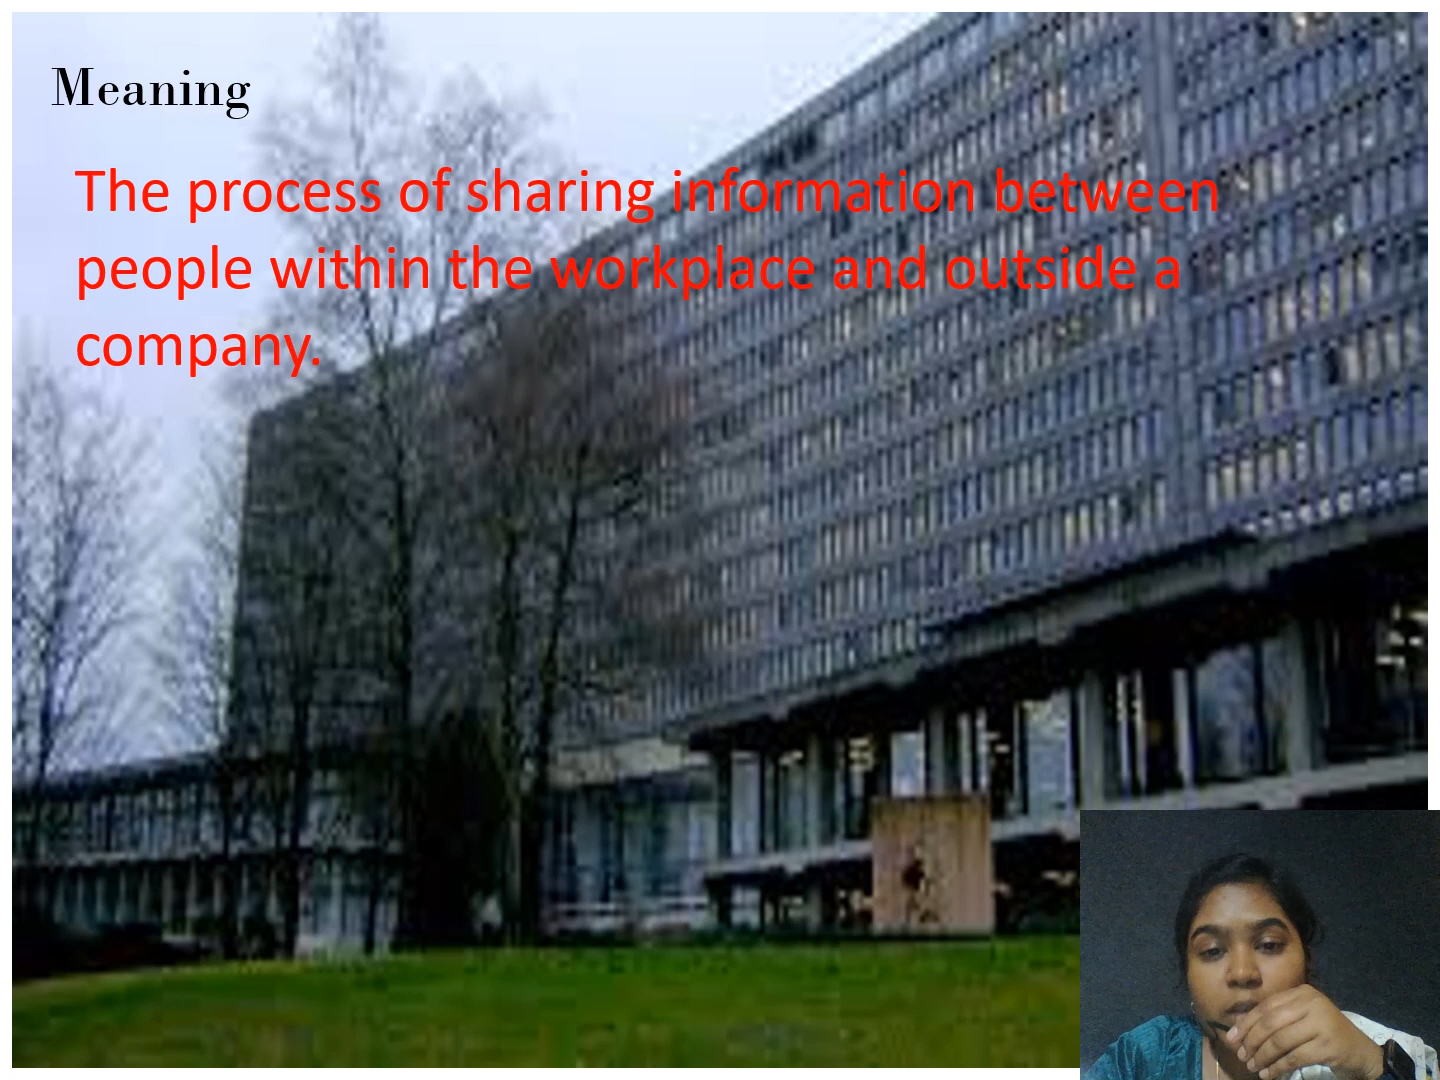 Meaning
The process of sharing information between
people within the workplace and outside a
company.